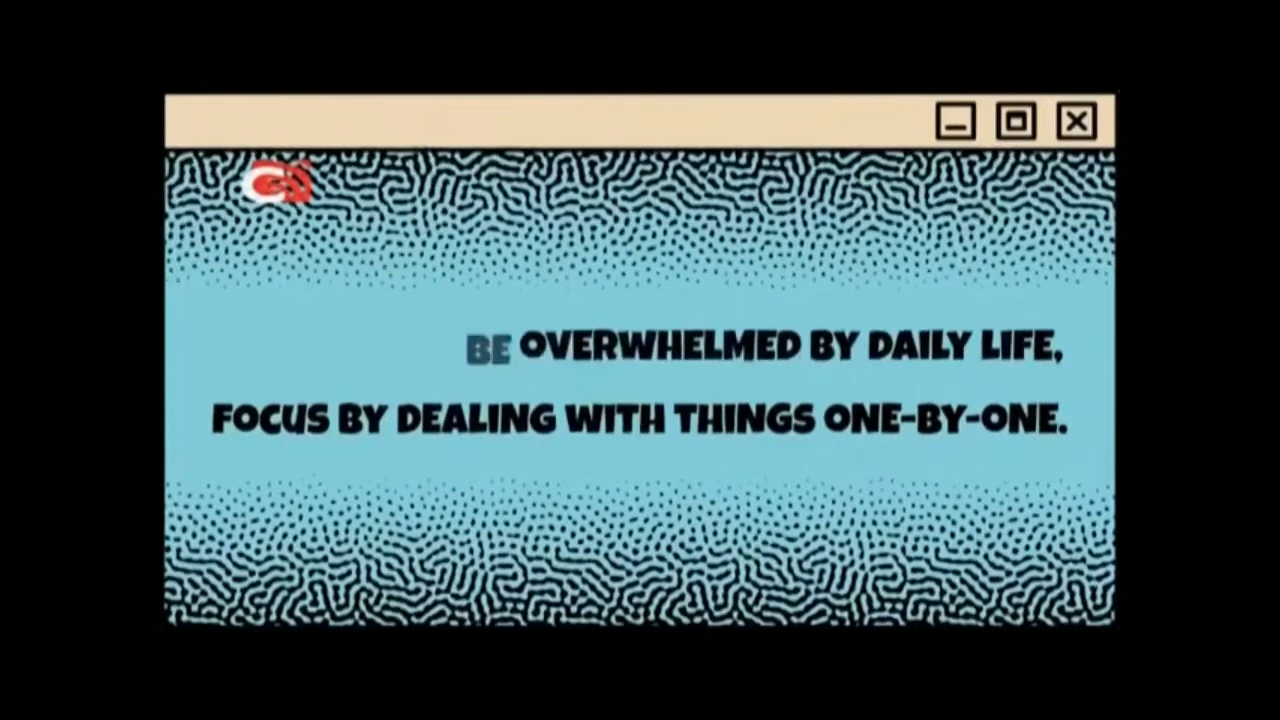 BE OVERWHELMED BY DAILY LIFE,
FOCUS BY DEALING WITH THINGS ONE-BY-ONE.